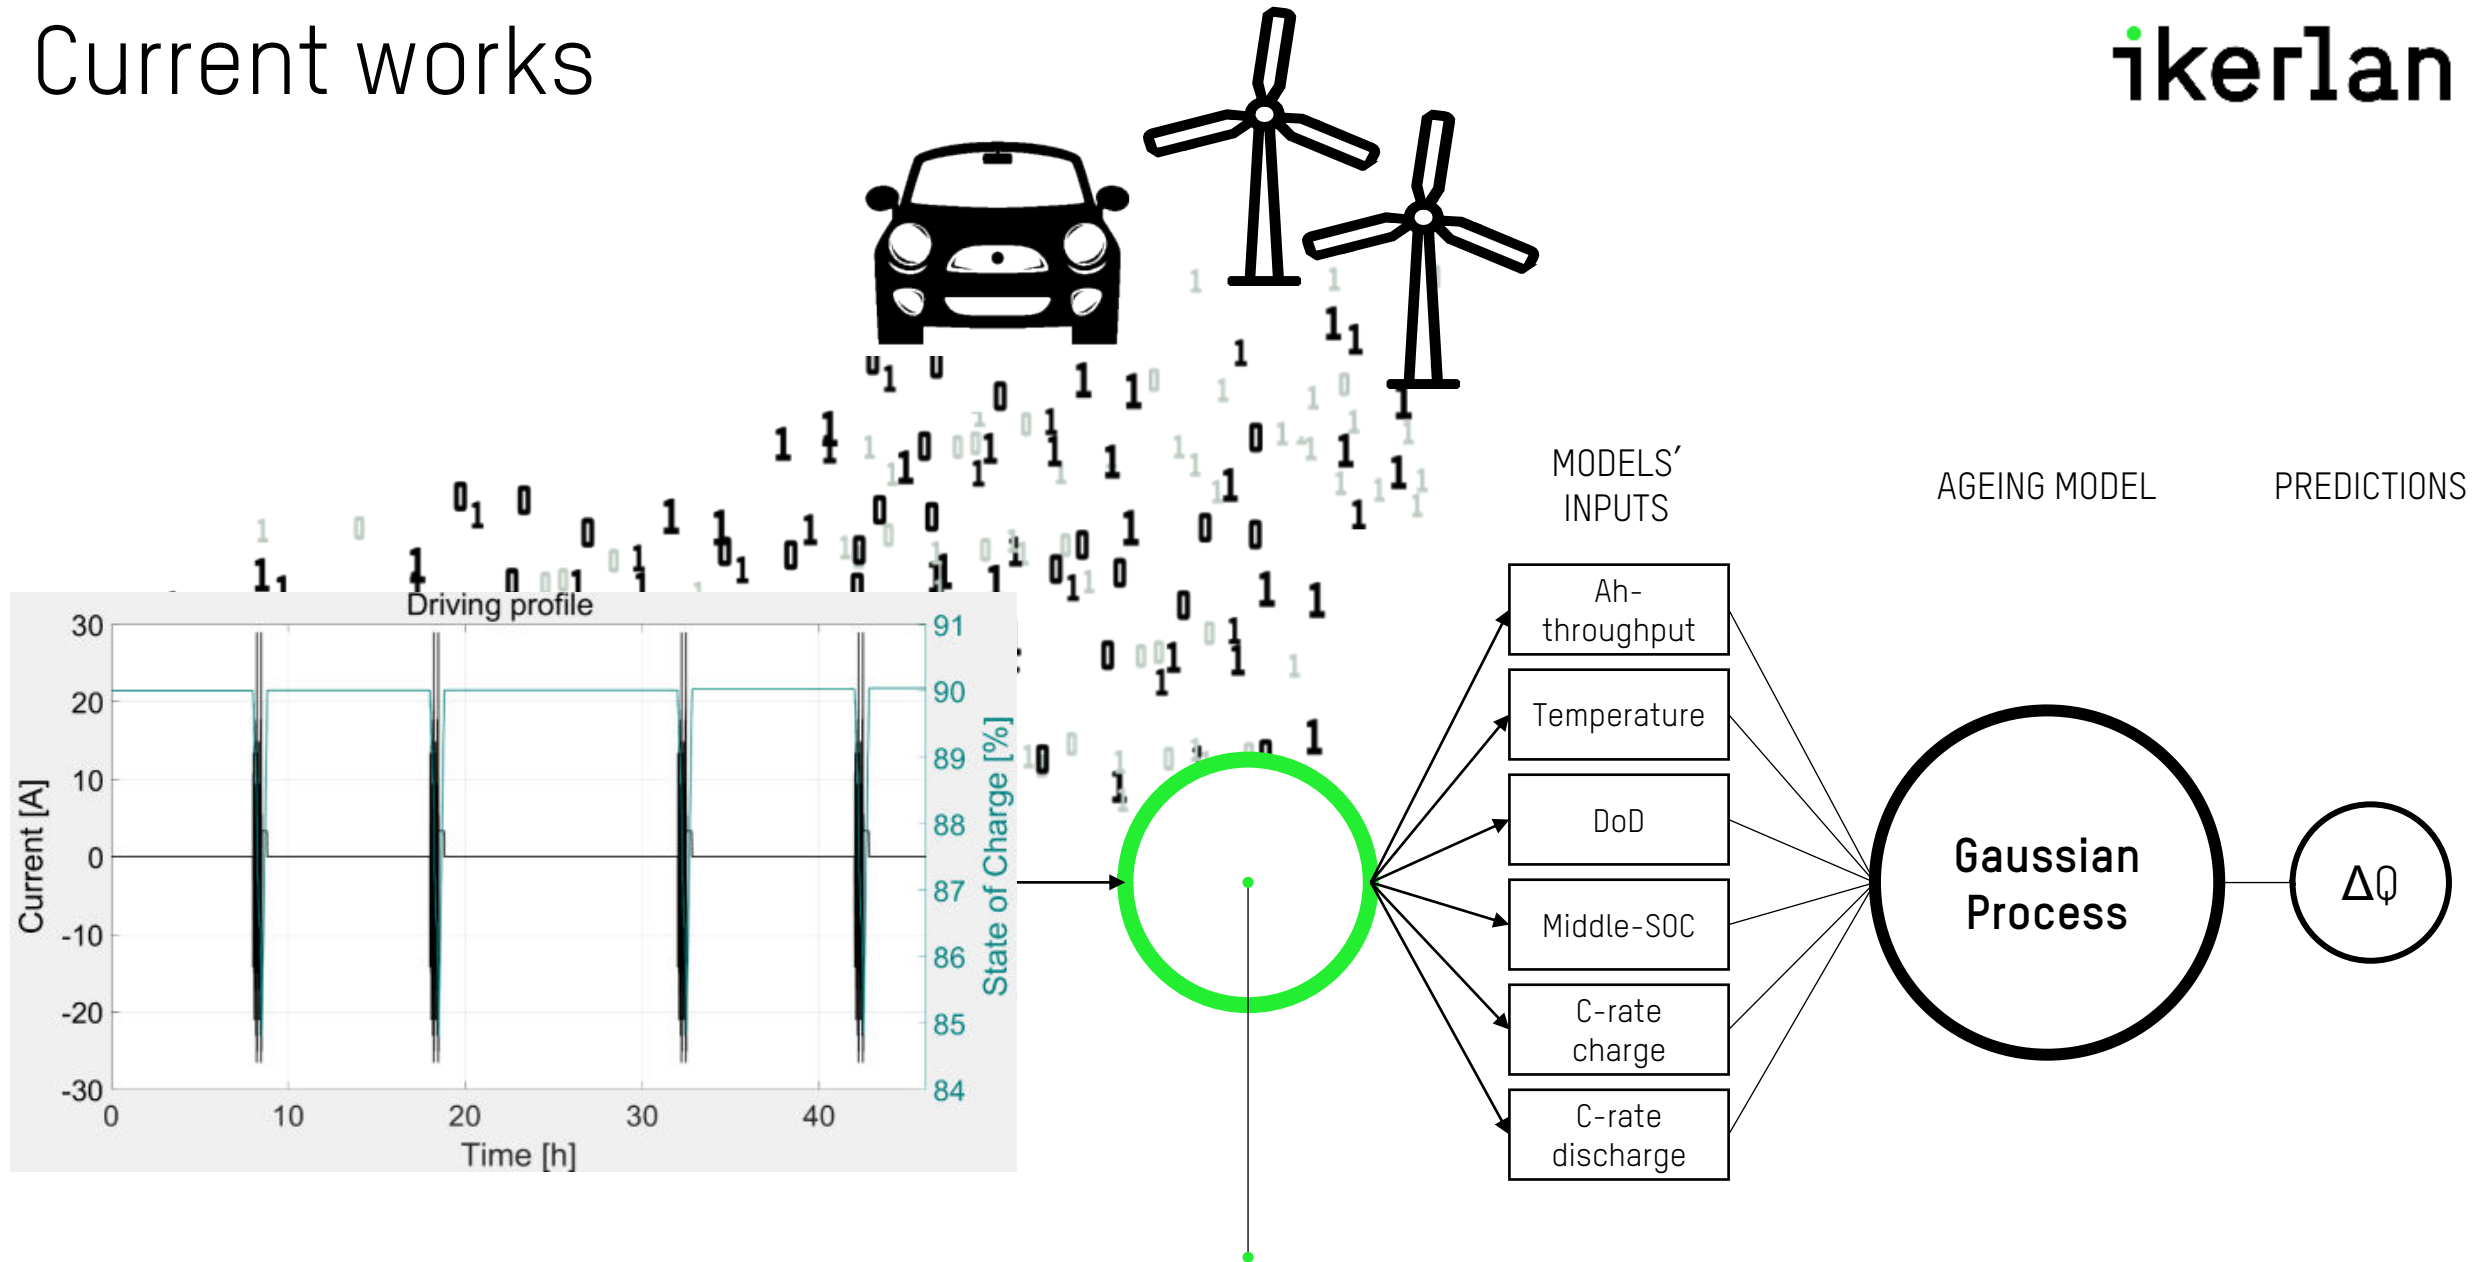 Current works
ikerlan
MODELS'
INPUTS
AGEING MODEL
PREDICTIONS
Driving profile
30
20
10
0
-10
-20
-30
Current [A]
0
10
20
30
40
Time [h]
91
90
89
88
87
86
85
84
State of Charge [%]
Ah-
throughput
Temperature
DoD
Middle-SOC
C-rate
charge
C-rate
discharge
Gaussian
Process
ΔQ